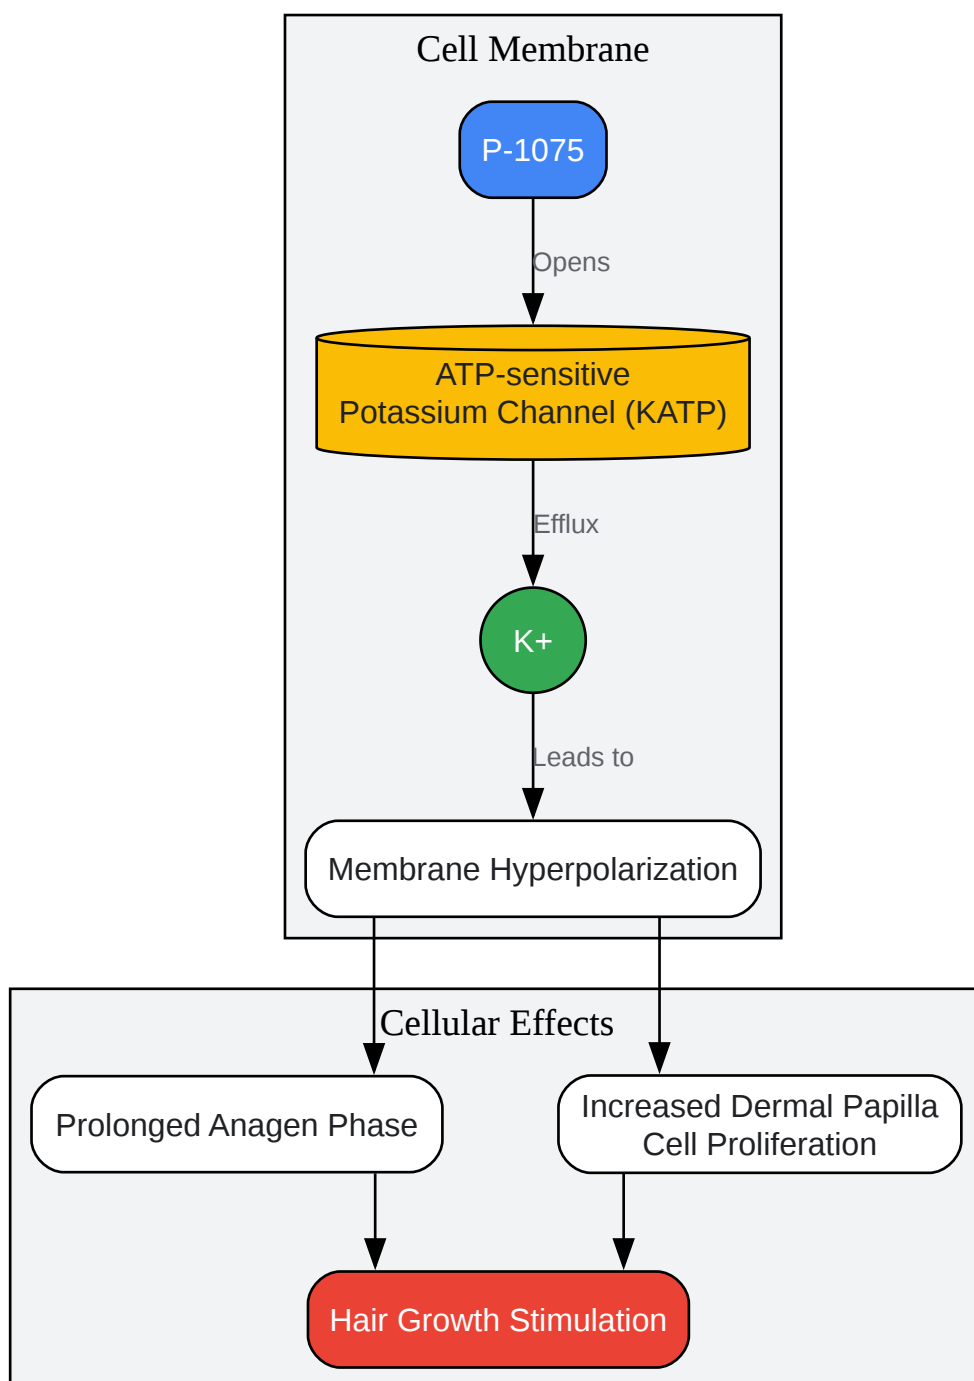 Cell Membrane
P-1075
Opens
ATP-sensitive
Potassium Channel (KATP)
Efflux
K+
Leads to
Membrane Hyperpolarization
Cellular Effects
Prolonged Anagen Phase
Increased Dermal Papilla
Cell Proliferation
Hair Growth Stimulation